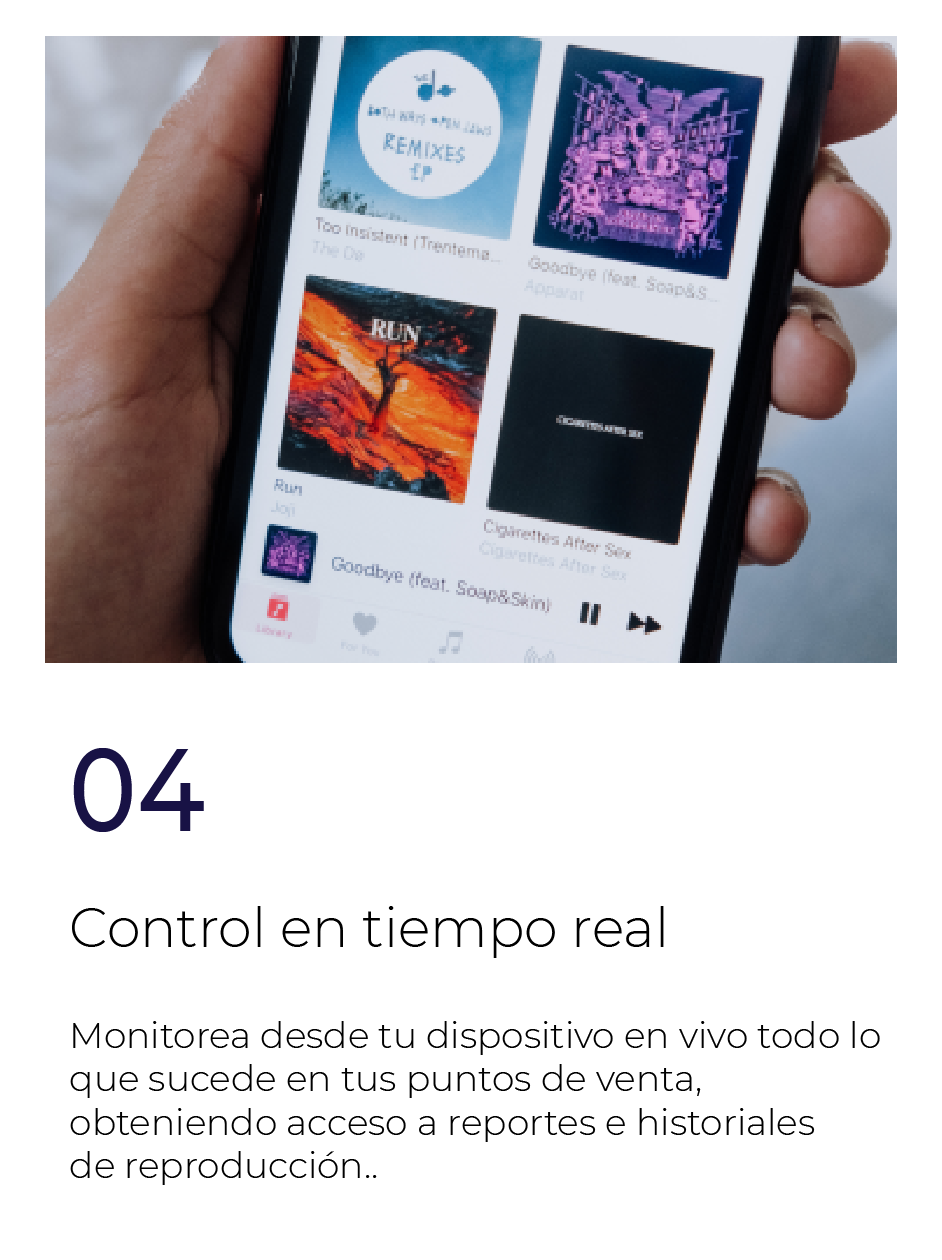 BOTH WAYS OPEN JAWS
REMIXES
EP
Too Insistent (Trentemø...
The Dø
Goodbye (feat. Soap&S...
Apparat
RUN
CIGARETTES AFTER SEX
Run
Joji
Cigarettes After Sex
Cigarettes After Sex
Goodbye (feat. Soap&Skin)
Library
For You
04
Control en tiempo real
Monitorea desde tu dispositivo en vivo todo lo
que sucede en tus puntos de venta,
obteniendo acceso a reportes e historiales
de reproducción..